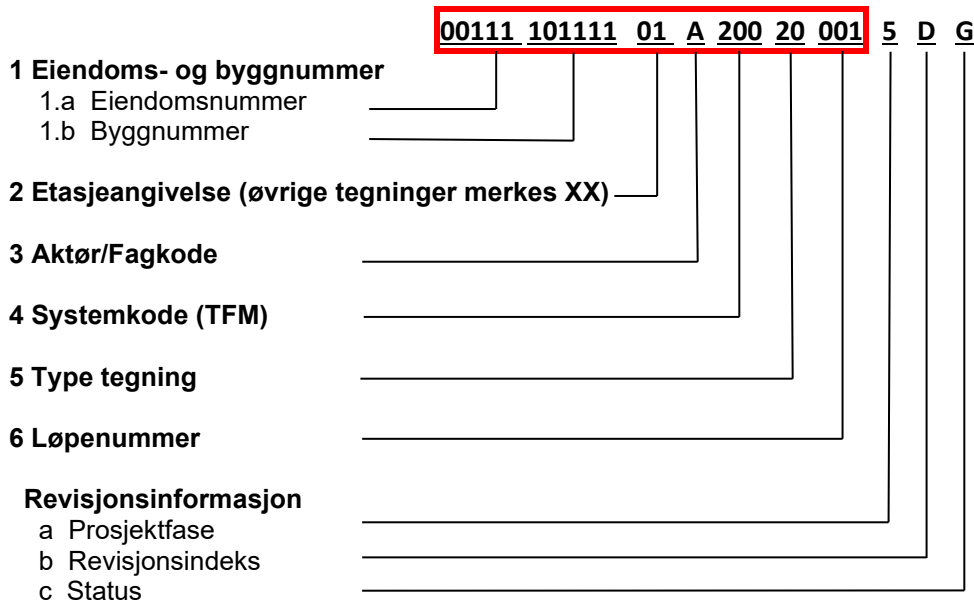 00111 101111 01 A 200 20 001 5 D G
1 Eiendoms- og byggnummer
1.a Eiendomsnummer
1.b Byggnummer
2 Etasjeangivelse (øvrige tegninger merkes XX)
3 Aktør/Fagkode
4 Systemkode (TFM)
5 Type tegning
6 Løpenummer
Revisjonsinformasjon
a Prosjektfase
b Revisjonsindeks
c Status